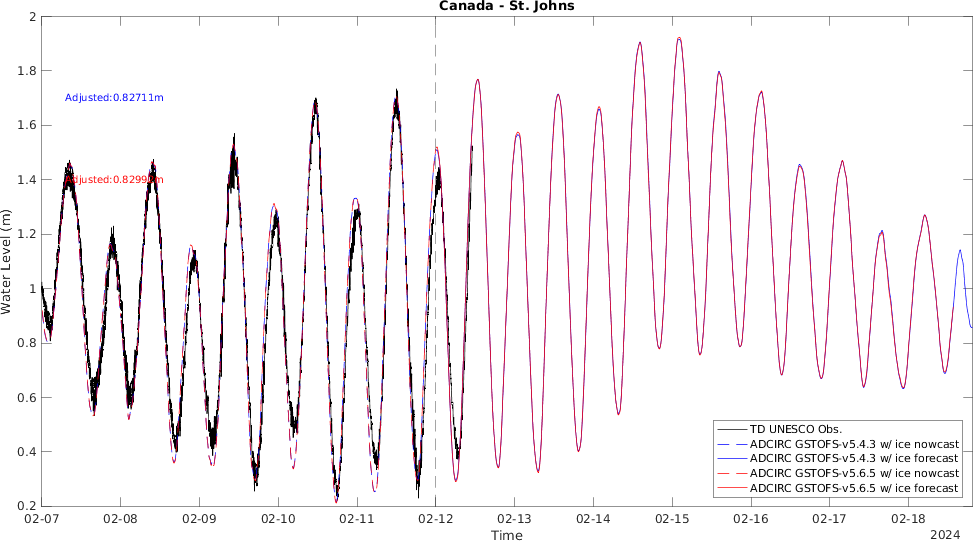 Canada - St. Johns
2
1.8
Adjusted:0.82711m
1.6
1.4
1.2
Water Level (m)
1
0.8
0.6
0.4
0.2
TD UNESCO Obs.
ADCIRC GSTOFS-v5.4.3 w/ ice nowcast
ADCIRC GSTOFS-v5.4.3 w/ ice forecast
ADCIRC GSTOFS-v5.6.5 w/ ice nowcast
ADCIRC GSTOFS-v5.6.5 w/ ice forecast
02-07 02-08 02-09 02-10 02-11 02-12 02-13 02-14 02-15 02-16 02-17 02-18
Time
2024